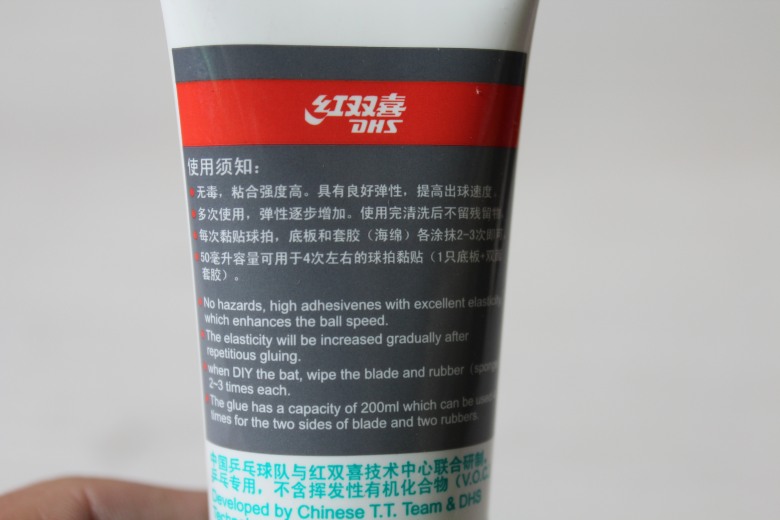 红双喜
DHS
使用须知：
无毒，粘合强度高。具有良好弹性，提高出球速度。
多次使用，弹性逐步增加。使用完清洗后不留残留
每次黏贴球拍，底板和套胶（海绵）各涂抹2-3次
50毫升容量可用于4次左右的球拍黏贴（1只底板+
套胶）。
No hazards, high adhesivenes with excellent
which enhances the ball speed.
The elasticity will be increased gradually after
repetitious gluing.
when DIY the bat, wipe the blade and rubber（
2~3 times each.
The glue has a capacity of 200ml which can be
times for the two sides of blade and two rubbers.
中国乒乓球队与红双喜技术中心联合研制，
乒乓专用，不含挥发性有机化合物（V.O.C
Developed by Chinese T.T. Team & DHS